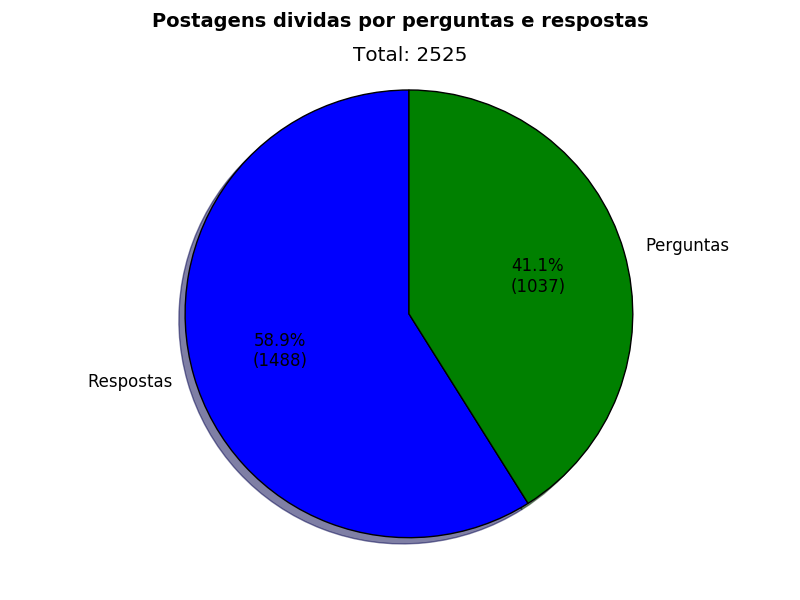 Postagens dividas por perguntas e respostas
Total: 2525
Perguntas
41.1%
(1037)
58.9%
(1488)
Respostas